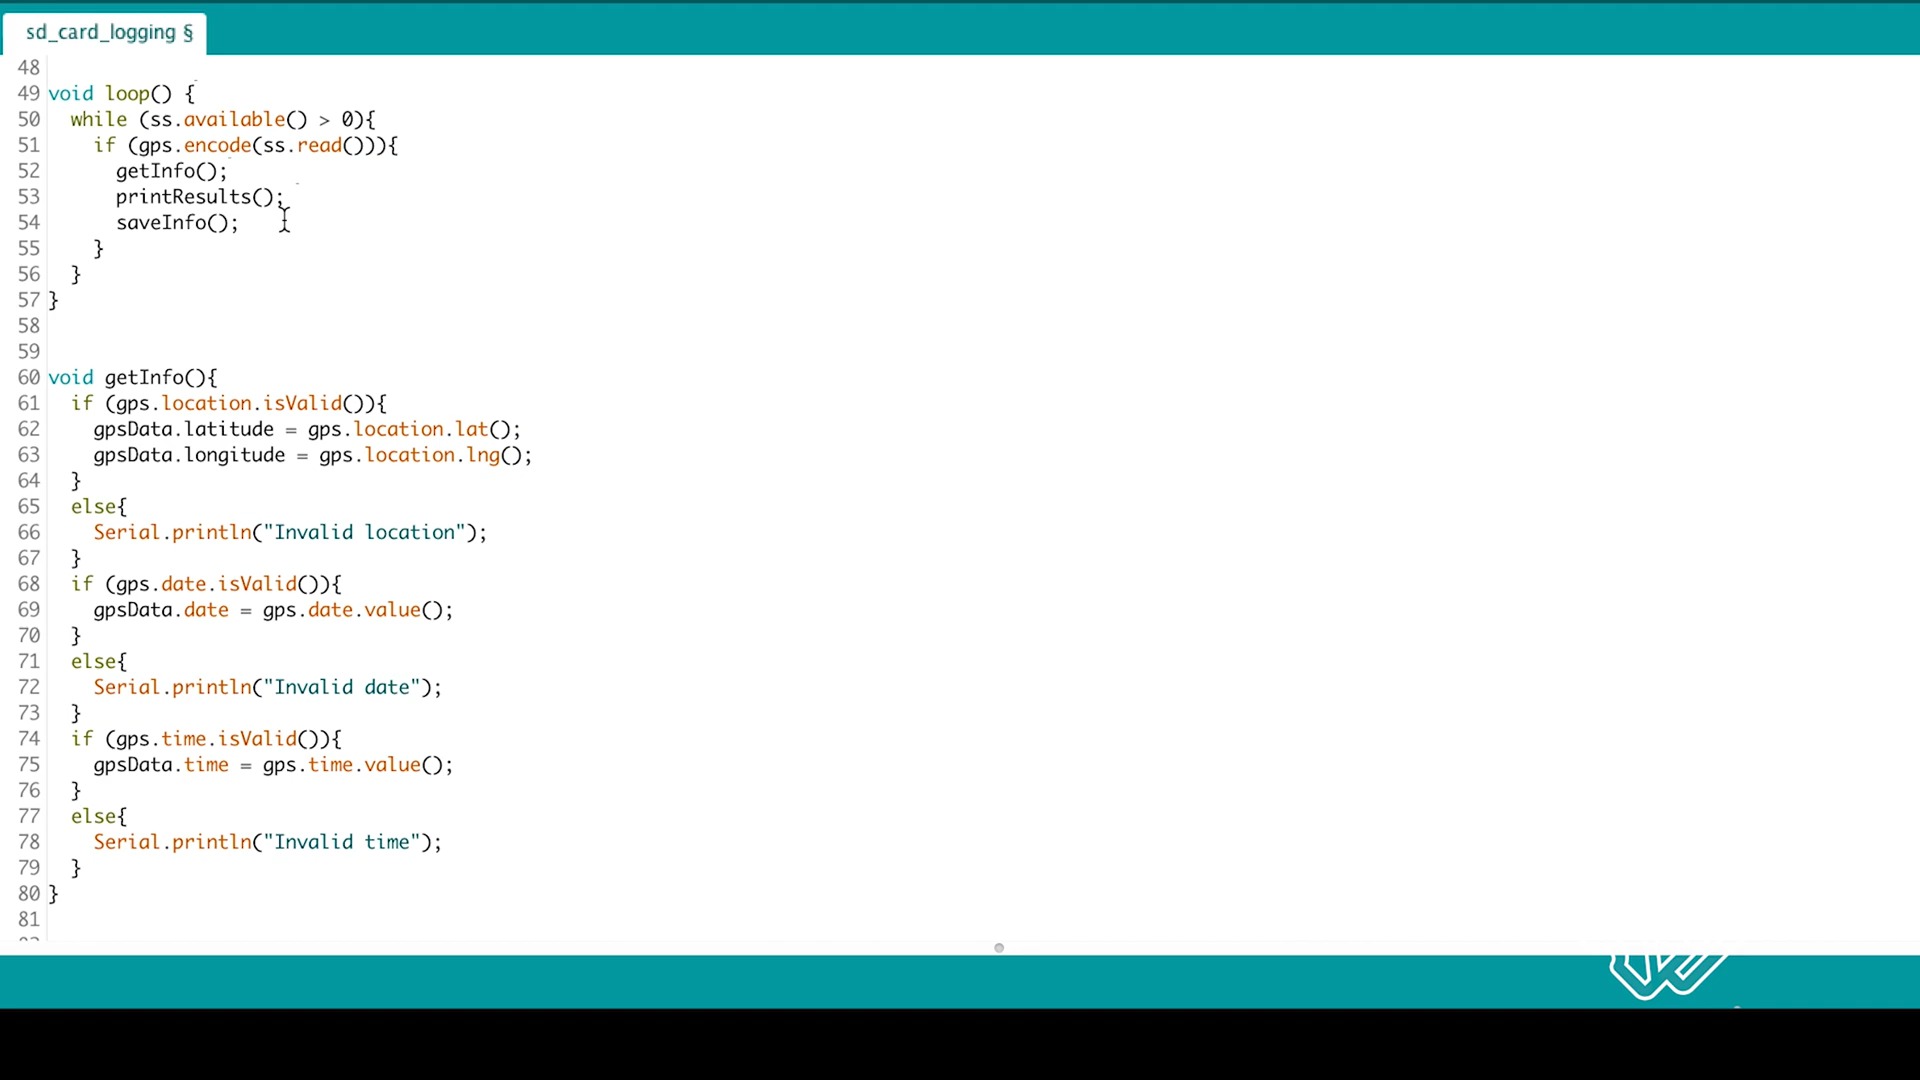 sd_card_logging §
48
49 void loop() {
50 while (ss.available() > 0){
51 if (gps.encode(ss.read())){
52 getInfo();
53 printResults();
54 saveInfo();
55 }
56 }
57 }
58
59
60 void getInfo(){
61 if (gps.location.isValid()){
62 gpsData.latitude = gps.location.lat();
63 gpsData.longitude = gps.location.lng();
64 }
65 else{
66 Serial.println("Invalid location");
67 }
68 if (gps.date.isValid()){
69 gpsData.date = gps.date.value();
70 }
71 else{
72 Serial.println("Invalid date");
73 }
74 if (gps.time.isValid()){
75 gpsData.time = gps.time.value();
76 }
77 else{
78 Serial.println("Invalid time");
79 }
80 }
81